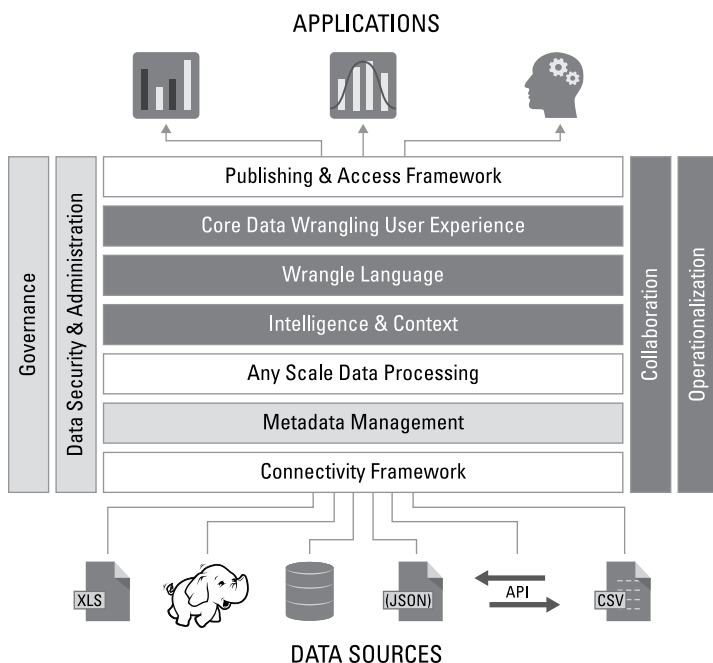 APPLICATIONS
Governance
Data Security & Administration
Publishing & Access Framework
Core Data Wrangling User Experience
Wrangle Language
Intelligence & Context
Any Scale Data Processing
Metadata Management
Connectivity Framework
Collaboration
Operationalization
XLS
(JSON)
API
CSV
DATA SOURCES